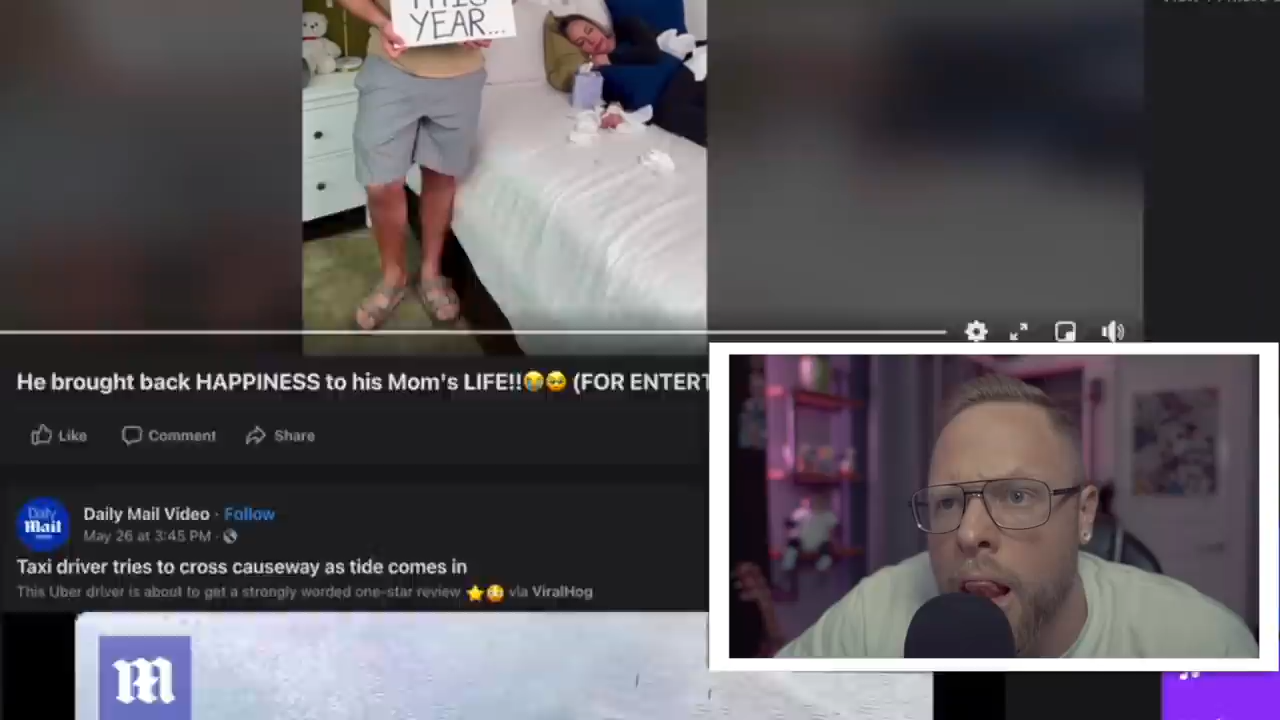 YEAR...
He brought back HAPPINESS to his Mom's LIFE!!😭🥺 (FOR ENTERT
Like Comment Share
Daily Mail Video · Follow
May 26 at 3:45 PM ·
Taxi driver tries to cross causeway as tide comes in
This Uber driver is about to get a strongly worded one-star review ⭐😳 via ViralHog
Daily
Mail
M